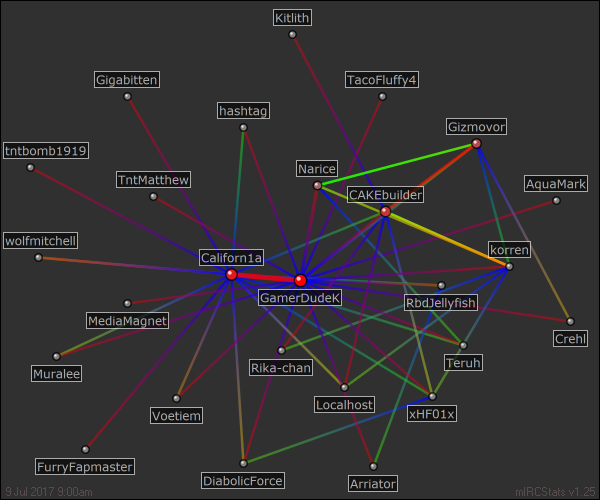 Kitlith
Gigabitten
TacoFluffy4
hashtag
Gizmovor
tntbomb1919
Narice
TntMatthew
CAKEbuilder
AquaMark
wolfmitchell
korren
Californ1a
GamerDudeK
RbdJellyfish
MediaMagnet
Crehl
Muralee
Rika-chan
Teruh
Localhost
Voetiem
xHF01x
FurryFapmaster
DiabolicForce
Arriator
9 Jul 2017 9:00am
mIRCStats v1.25